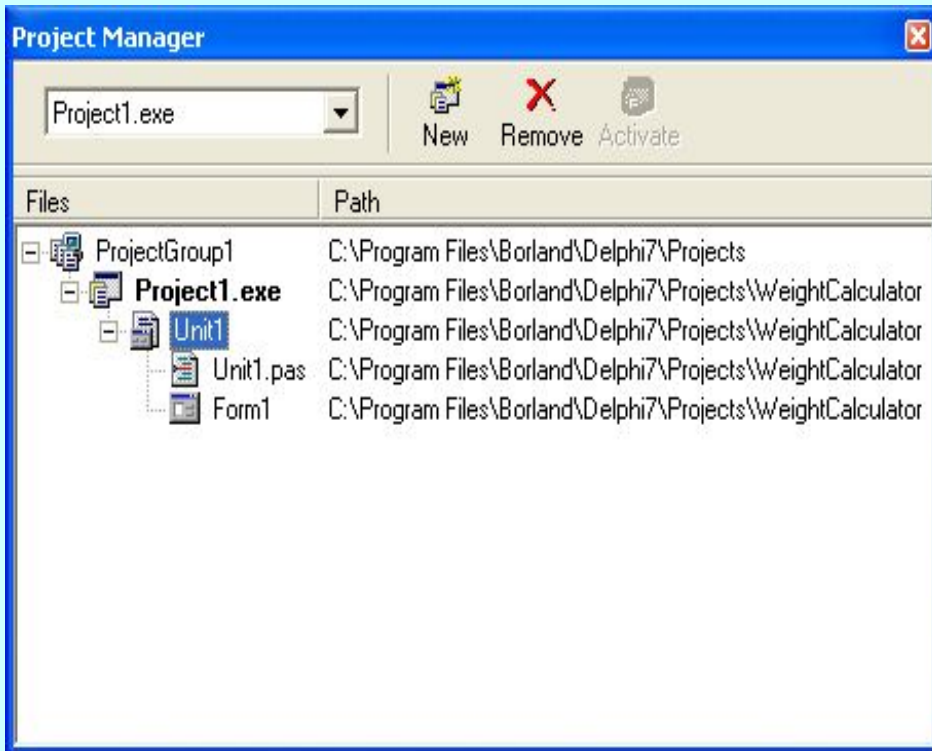 Project Manager
Project1.exe
New Remove Activate
Files Path
ProjectGroup1 C:\Program Files\Borland\Delphi7\Projects
Project1.exe C:\Program Files\Borland\Delphi7\Projects\WeightCalculator
Unit1 C:\Program Files\Borland\Delphi7\Projects\WeightCalculator
Unit1.pas C:\Program Files\Borland\Delphi7\Projects\WeightCalculator
Form1 C:\Program Files\Borland\Delphi7\Projects\WeightCalculator